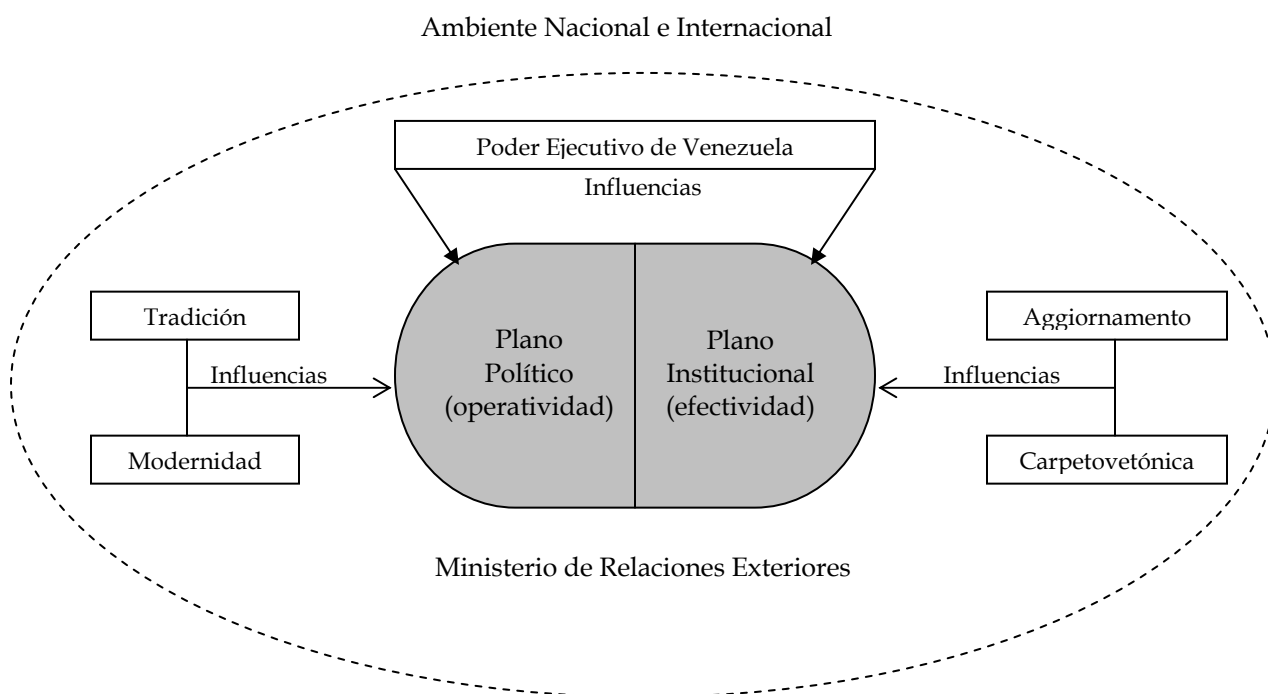 Ambiente Nacional e Internacional
Poder Ejecutivo de Venezuela
Influencias
Tradición
Influencias
Modernidad
Plano
Político
(operatividad)
Plano
Institucional
(efectividad)
Aggiornamento
Influencias
Carpetovetónica
Ministerio de Relaciones Exteriores